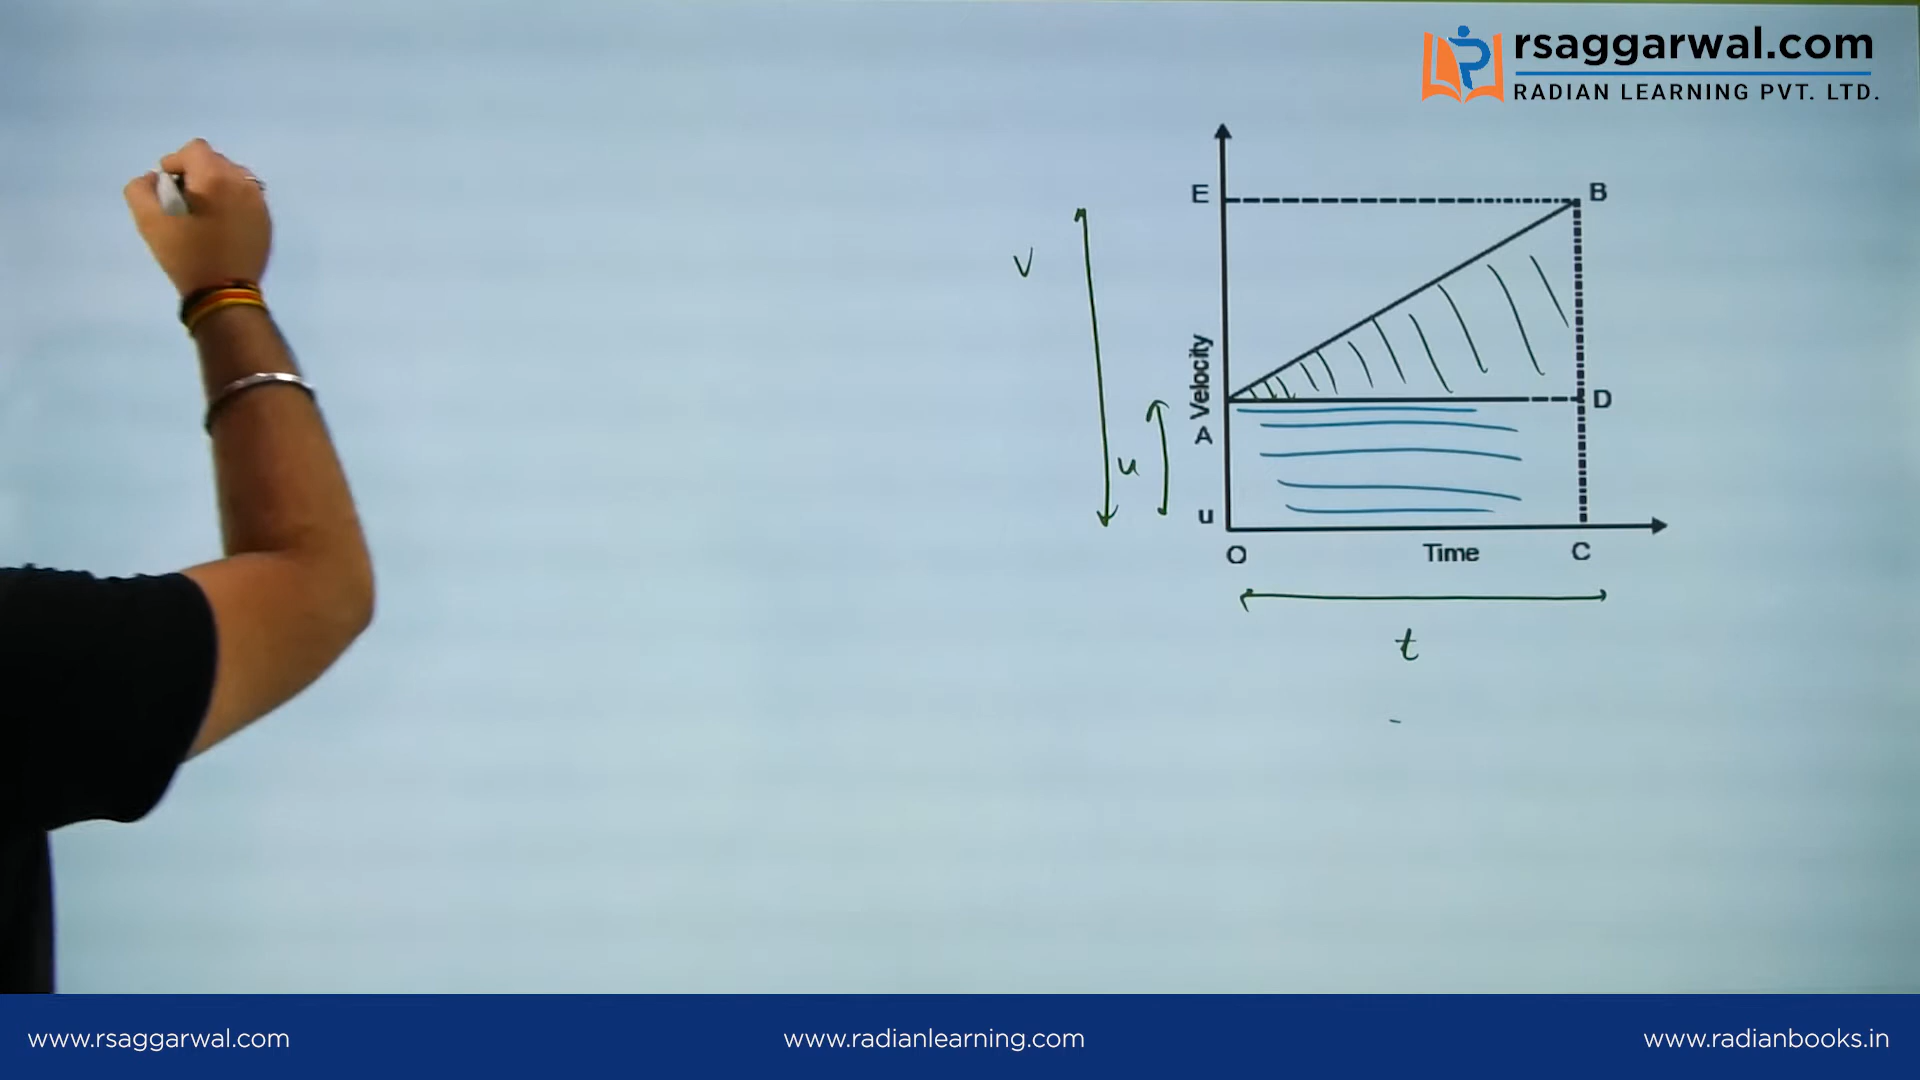 rsaggarwal.com
RADIAN LEARNING PVT. LTD.
E
B
v
Velocity
A
D
u
u
O
Time
C
t
www.rsaggarwal.com
www.radianlearning.com
www.radianbooks.in